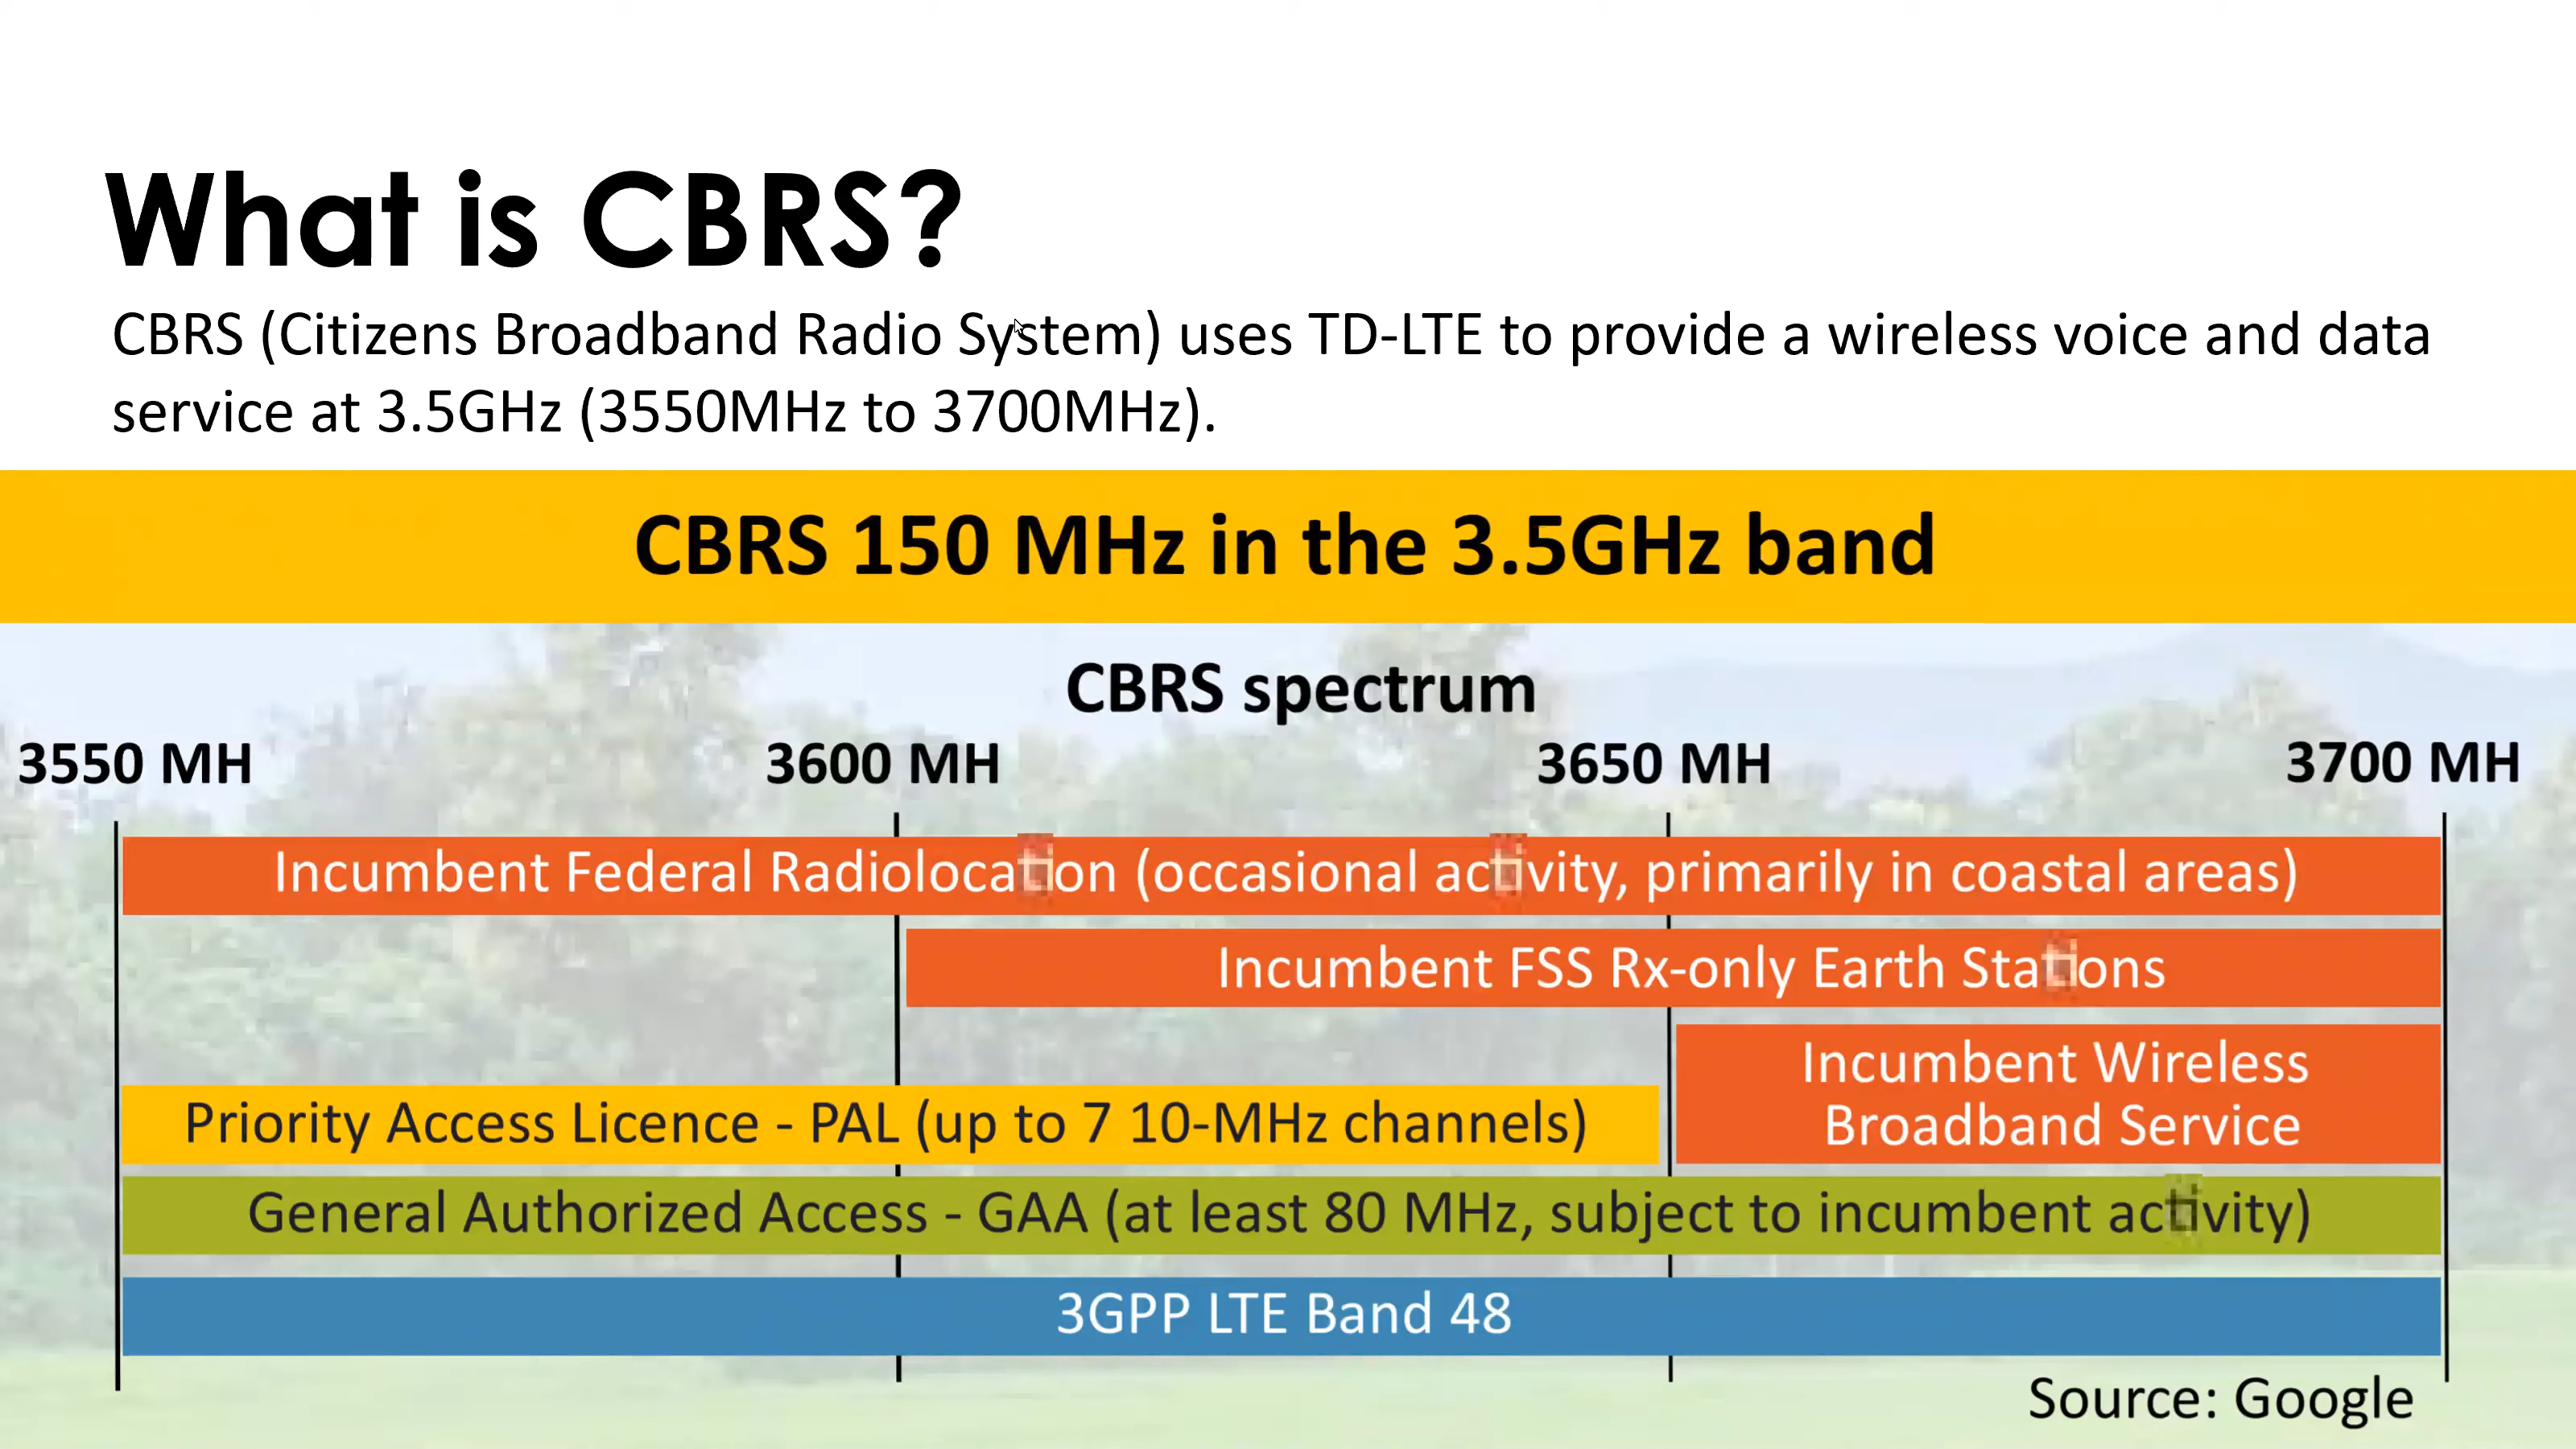 What is CBRS?
CBRS (Citizens Broadband Radio System) uses TD-LTE to provide a wireless voice and data
service at 3.5GHz (3550MHz to 3700MHz).
CBRS 150 MHz in the 3.5GHz band
CBRS spectrum
3550 MH 3600 MH 3650 MH 3700 MH
Incumbent Federal Radiolocation (occasional activity, primarily in coastal areas)
Incumbent FSS Rx-only Earth Stations
Incumbent Wireless
Broadband Service
Priority Access Licence - PAL (up to 7 10-MHz channels)
General Authorized Access - GAA (at least 80 MHz, subject to incumbent activity)
3GPP LTE Band 48
Source: Google